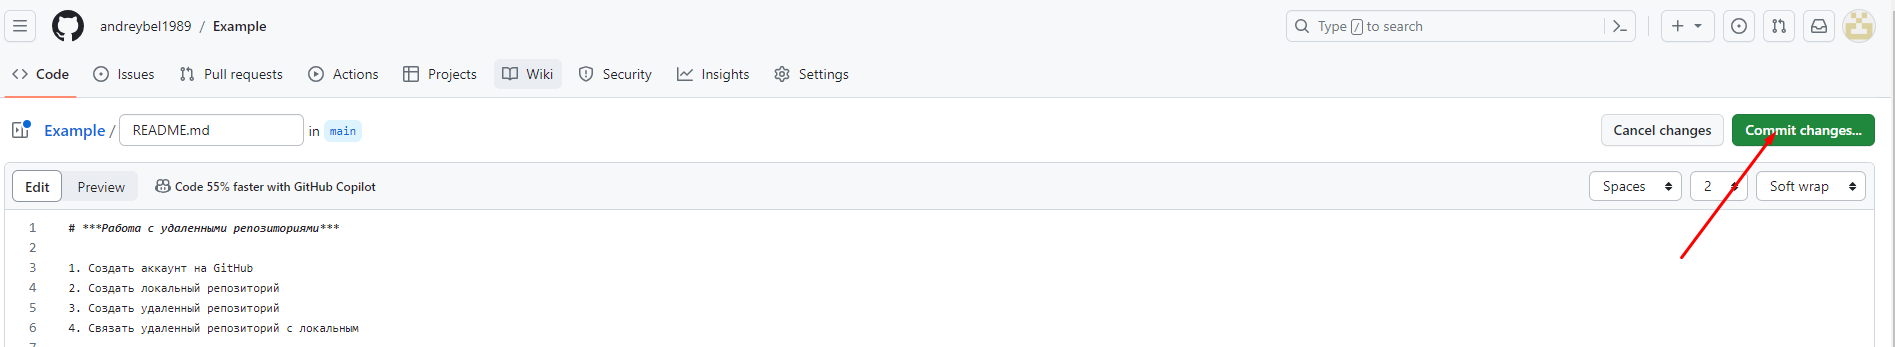 andreybel1989 / Example
Type / to search
Code Issues Pull requests Actions Projects Wiki Security Insights Settings
Example / README.md in main
Cancel changes Commit changes...
Edit Preview Code 55% faster with GitHub Copilot
Spaces 2 Soft wrap
1 # ***Работа с удаленными репозиториями***
2
3 1. Создать аккаунт на GitHub
4 2. Создать локальный репозиторий
5 3. Создать удаленный репозиторий
6 4. Связать удаленный репозиторий с локальным